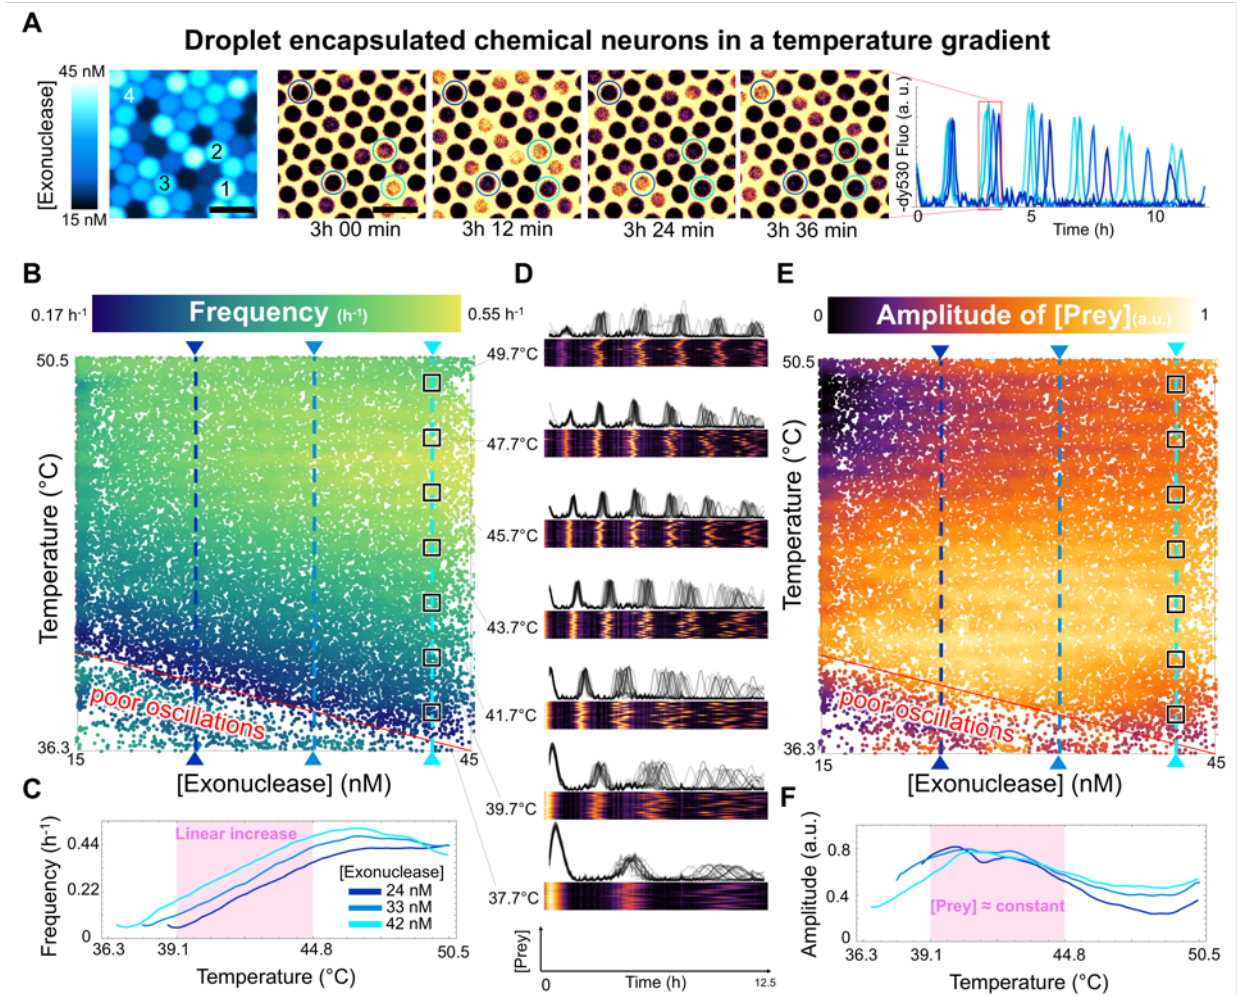 A
Droplet encapsulated chemical neurons in a temperature gradient
45 nM
[Exonuclease]
15 nM
4
2
3
1
3h 00 min
3h 12 min
3h 24 min
3h 36 min
-dy530 Fluo (a. u.)
0
5
10
Time (h)
B
0.17 h-1
Frequency (h-1)
0.55 h-1
50.5
Temperature (°C)
36.3
poor oscillations
15
45
[Exonuclease] (nM)
C
Frequency (h-1)
0.44
0.22
0
Linear increase
[Exonuclease]
24 nM
33 nM
42 nM
36.3
39.1
44.8
50.5
Temperature (°C)
D
49.7°C
47.7°C
45.7°C
43.7°C
41.7°C
39.7°C
37.7°C
[Prey]
0
Time (h)
12.5
E
0
Amplitude of [Prey](a.u.)
1
50.5
Temperature (°C)
36.3
poor oscillations
15
45
[Exonuclease] (nM)
F
Amplitude (a.u.)
0.8
0.4
0
[Prey] ≈ constant
36.3
39.1
44.8
50.5
Temperature (°C)